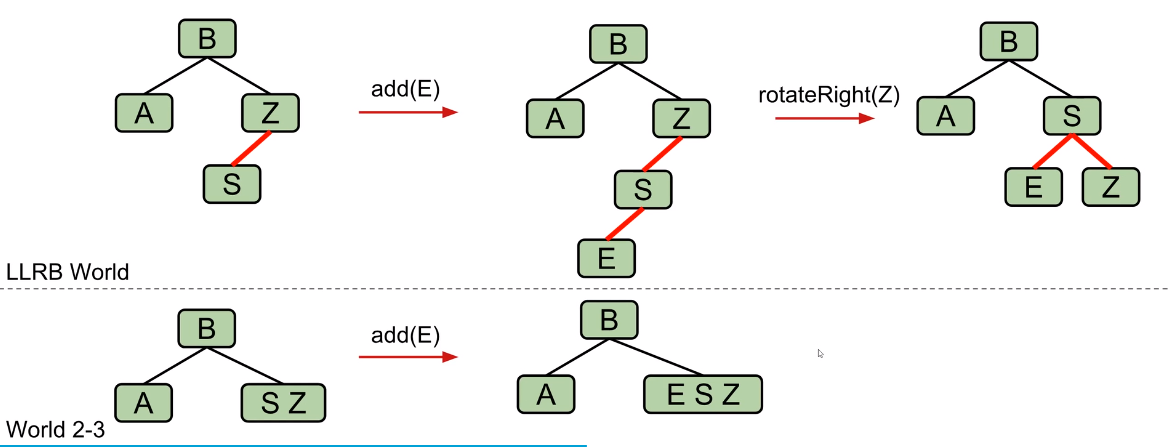 B
A
Z
S
add(E)
B
A
Z
S
E
rotateRight(Z)
B
A
S
E
Z
LLRB World
B
A
S Z
add(E)
B
A
E S Z
World 2-3